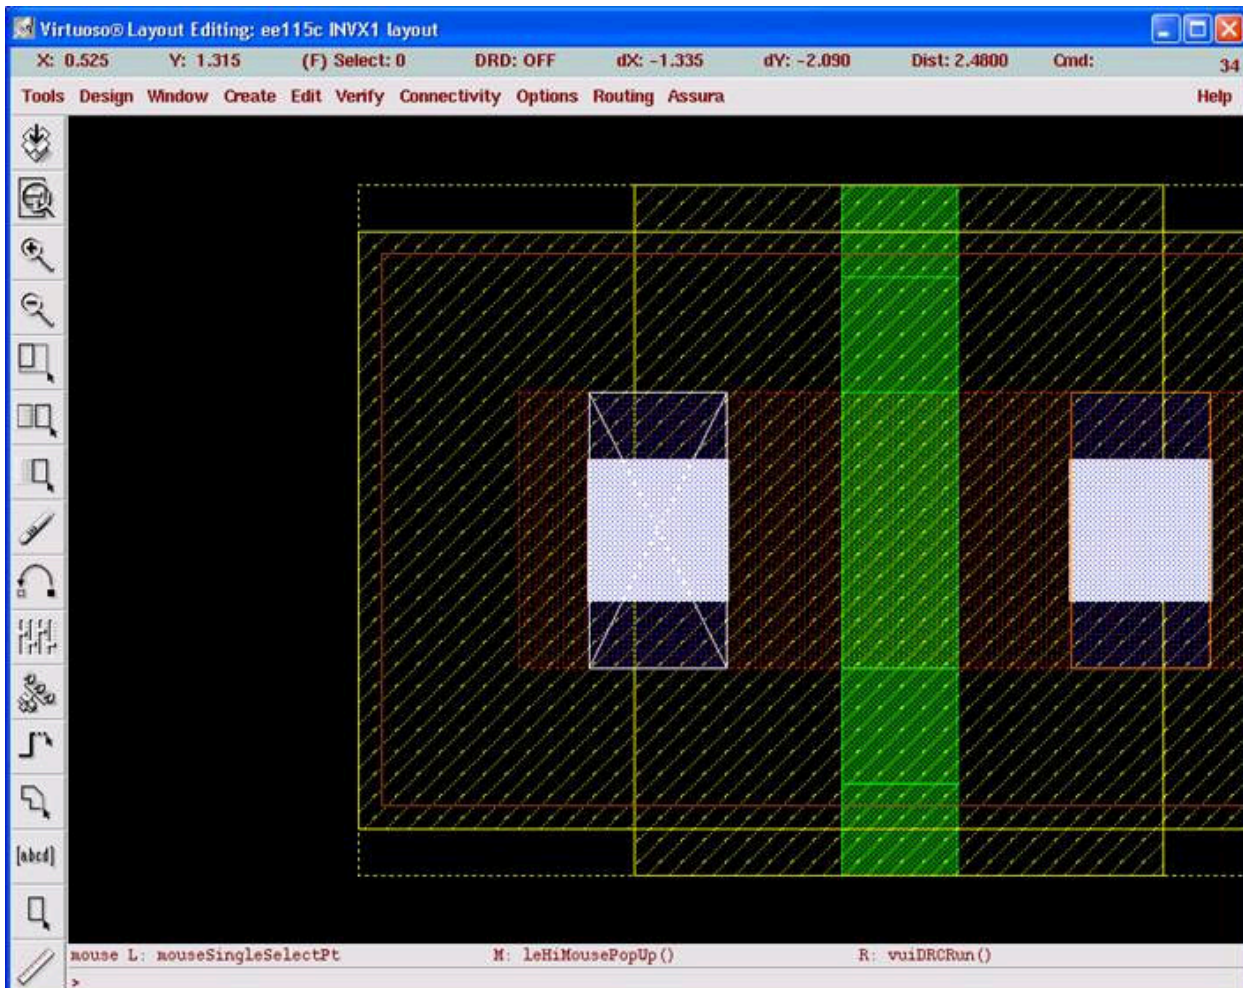 Virtuoso® Layout Editing: ee115c INVX1 layout
X: 0.525 Y: 1.315 (F) Select: 0 DRD: OFF dX: -1.335 dY: -2.090 Dist: 2.4800 Cmd: 34
Tools Design Window Create Edit Verify Connectivity Options Routing Assura Help
[abcd]
mouse L: mouseSingleSelectPt M: leHiMousePopUp() R: vuiDRCRun()
>